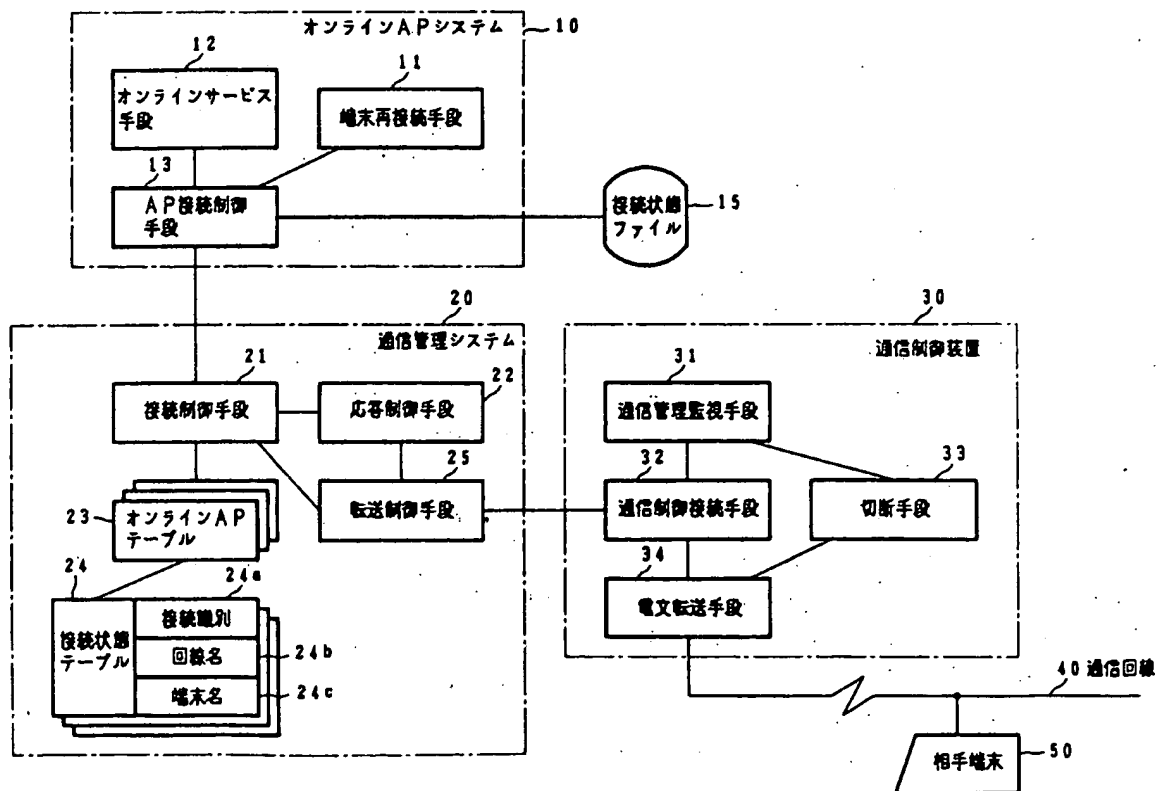 オンラインAPシステム
10
12
11
オンラインサービス
手段
端末再接続手段
13
AP接続制御
手段
接続状態
ファイル
15
20
通信管理システム
30
通信制御装置
21
22
接続制御手段
応答制御手段
31
通信管理監視手段
25
32
33
23
オンラインAP
テーブル
転送制御手段
通信制御接続手段
切断手段
24
24a
34
電文転送手段
接続状態
テーブル
接続識別
回線名
24b
端末名
24c
40 通信回線
相手端末
50